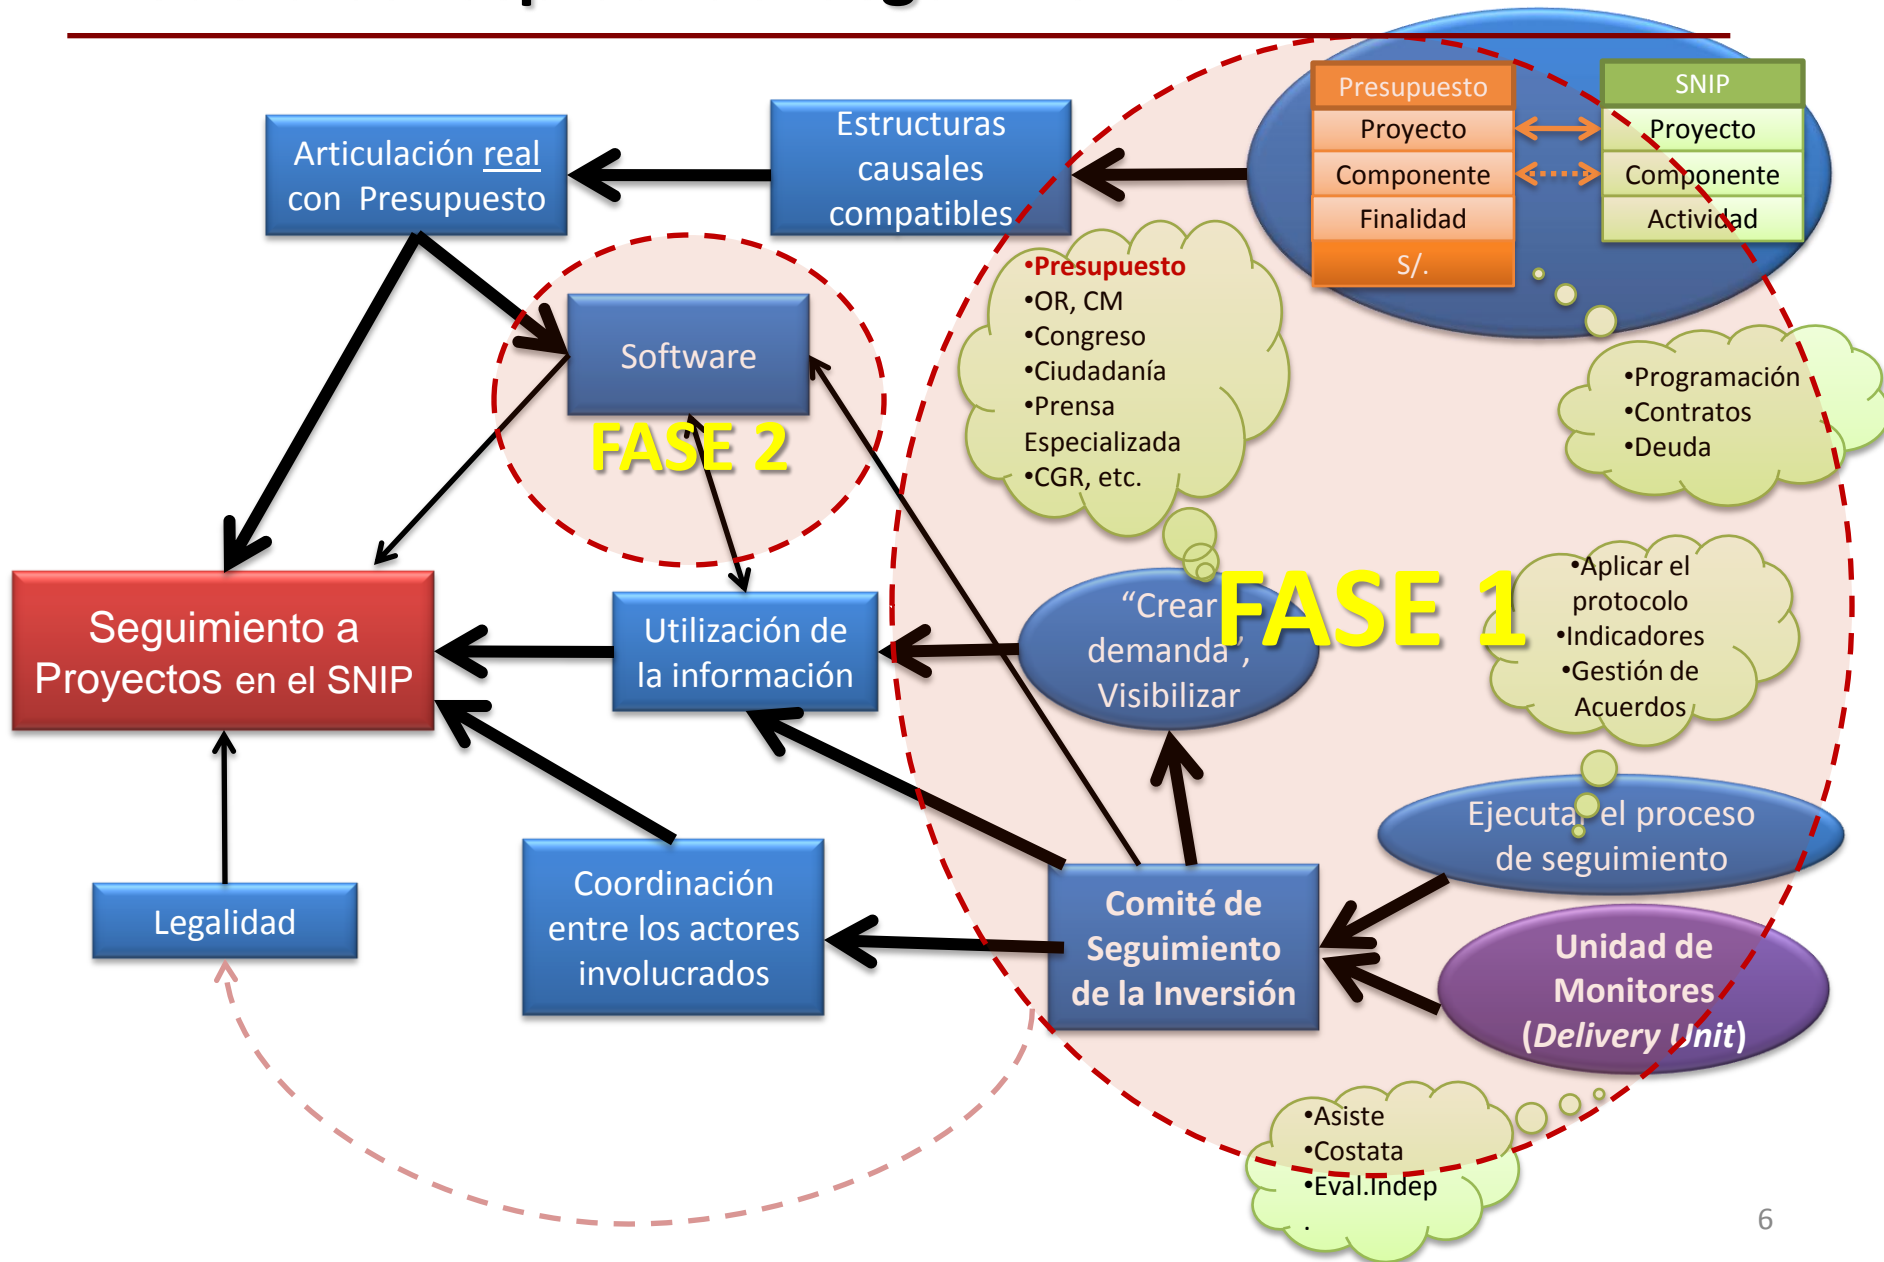 Presupuesto
Proyecto
Componente
Finalidad
S/.
SNIP
Proyecto
Componente
Actividad
Estructuras
causales
compatibles
Articulación real
con Presupuesto
•Presupuesto
•OR, CM
•Congreso
•Ciudadanía
•Prensa
Especializada
•CGR, etc.
•Programación
•Contratos
•Deuda
Software
FASE 2
FASE 1
•Aplicar el
protocolo
•Indicadores
•Gestión de
Acuerdos
Seguimiento a
Proyectos en el SNIP
Utilización de
la información
“Crear
demanda”,
Visibilizar
Ejecutar el proceso
de seguimiento
Legalidad
Coordinación
entre los actores
involucrados
Comité de
Seguimiento
de la Inversión
Unidad de
Monitores
(Delivery Unit)
•Asiste
•Costata
•Eval.Indep
.
6